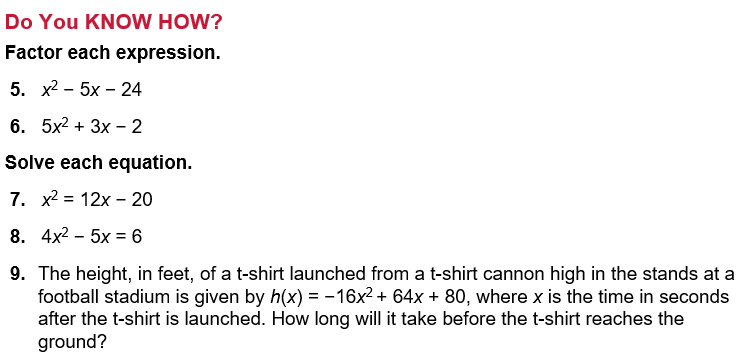 Do You KNOW HOW?
Factor each expression.
5. x² − 5x − 24
6. 5x² + 3x − 2
Solve each equation.
7. x² = 12x − 20
8. 4x² − 5x = 6
9. The height, in feet, of a t-shirt launched from a t-shirt cannon high in the stands at a
football stadium is given by h(x) = −16x² + 64x + 80, where x is the time in seconds
after the t-shirt is launched. How long will it take before the t-shirt reaches the
ground?